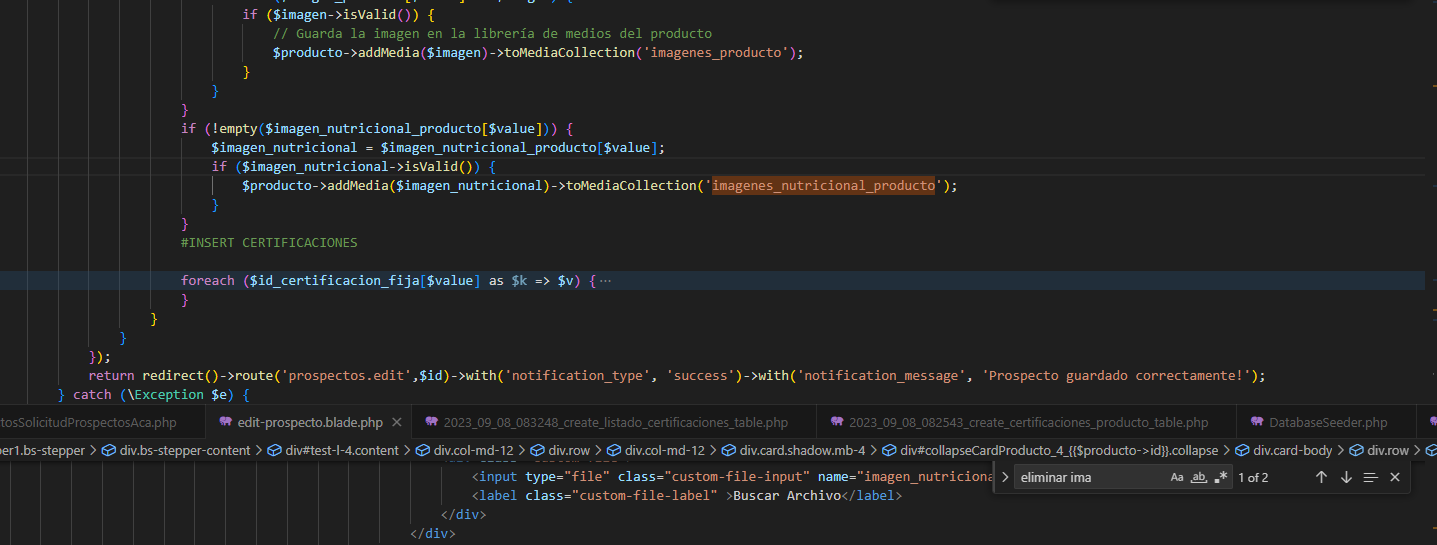 if ($imagen->isValid()) {
// Guarda la imagen en la librería de medios del producto
$producto->addMedia($imagen)->toMediaCollection('imagenes_producto');
}
}
}
if (!empty($imagen_nutricional_producto[$value])) {
$imagen_nutricional = $imagen_nutricional_producto[$value];
if ($imagen_nutricional->isValid()) {
$producto->addMedia($imagen_nutricional)->toMediaCollection('imagenes_nutricional_producto');
}
}
#INSERT CERTIFICACIONES
foreach ($id_certificacion_fija[$value] as $k => $v) {···
}
}
}
});
return redirect()->route('prospectos.edit',$id)->with('notification_type', 'success')->with('notification_message', 'Prospecto guardado correctamente!');
} catch (\Exception $e) {
tosSolicitudProspectosAca.php edit-prospecto.blade.php 2023_09_08_083248_create_listado_certificaciones_table.php 2023_09_08_082543_create_certificaciones_producto_table.php DatabaseSeeder.php
per1.bs-stepper > div.bs-stepper-content > div#test-l-4.content > div.col-md-12 > div.row > div.col-md-12 > div.card.shadow.mb-4 > div#collapseCardProducto_4_{{$producto->id}}.collapse > div.card-body > div.row >
eliminar ima Aa ab .* 1 of 2
<input type="file" class="custom-file-input" name="imagen_nutriciona
<label class="custom-file-label" >Buscar Archivo</label>
</div>
</div>